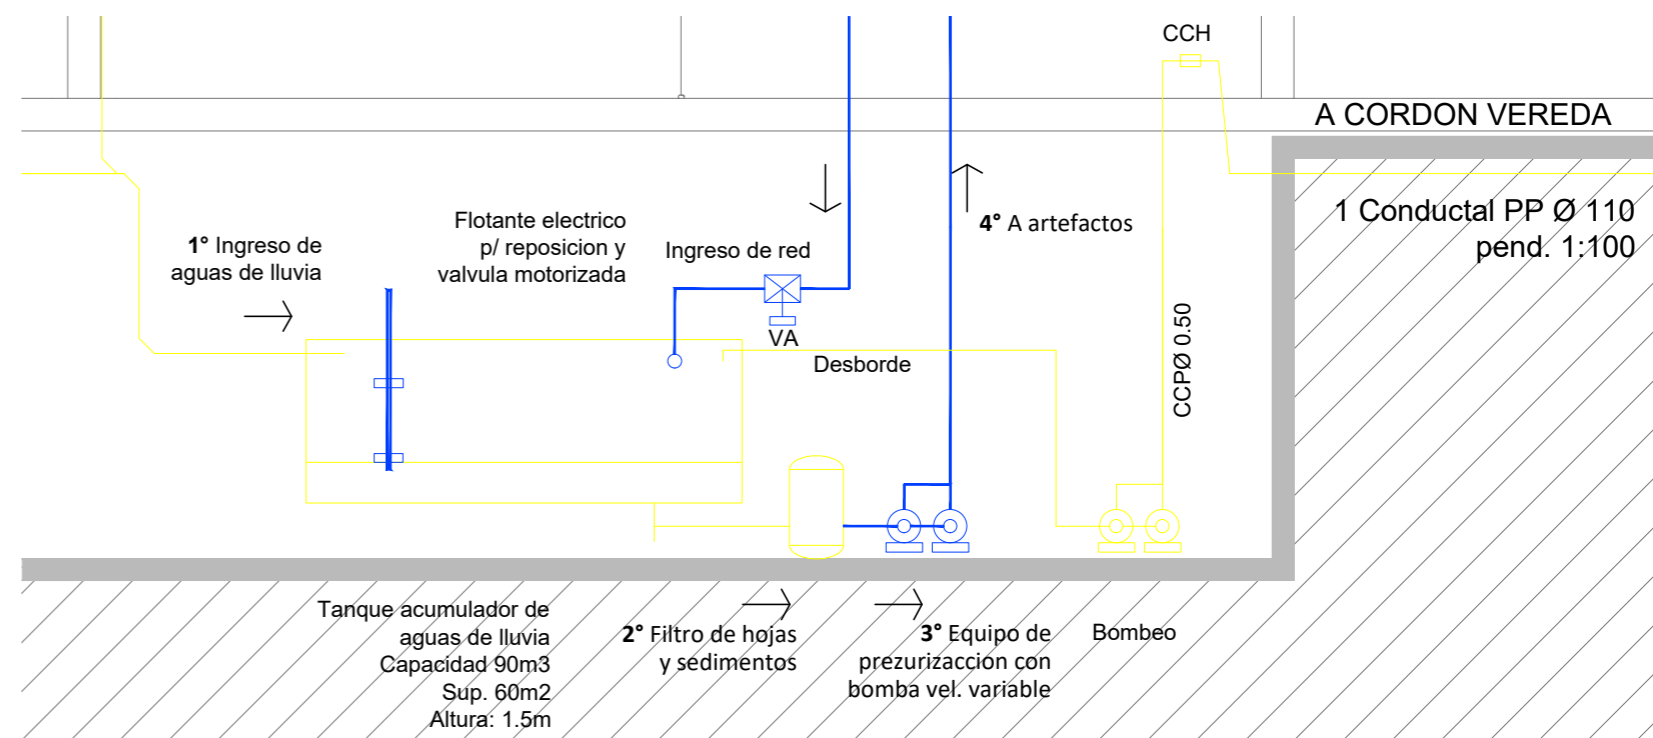 CCH
A CORDON VEREDA
1 Conductal PP Ø 110
pend. 1:100
1° Ingreso de
aguas de lluvia
Flotante electrico
p/ reposicion y
valvula motorizada
Ingreso de red
4° A artefactos
VA
Desborde
CCPØ 0.50
Tanque acumulador de
aguas de lluvia
Capacidad 90m3
Sup. 60m2
Altura: 1.5m
2° Filtro de hojas
y sedimentos
3° Equipo de
prezurizaccion con
bomba vel. variable
Bombeo